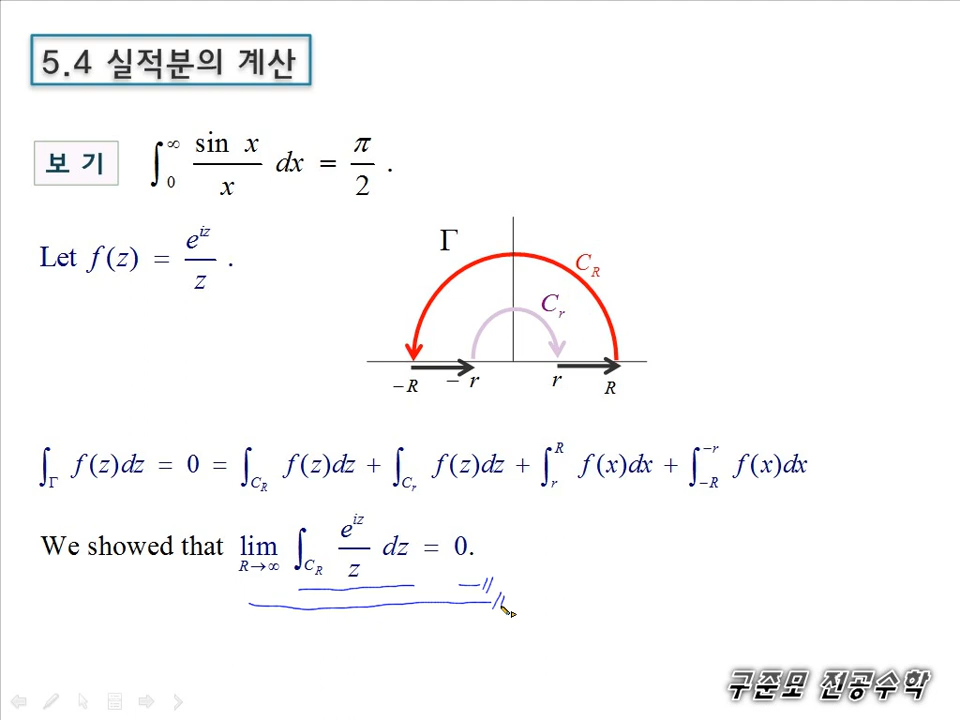 5.4 실적분의 계산
보 기 ∫₀^∞ sin x / x dx = π / 2 .
Let f(z) = e^{iz} / z .
Γ
C_R
C_r
−R − r r R
∫_Γ f(z)dz = 0 = ∫_{C_R} f(z)dz + ∫_{C_r} f(z)dz + ∫_r^R f(x)dx + ∫_{−R}^{−r} f(x)dx
We showed that lim_{R→∞} ∫_{C_R} e^{iz} / z dz = 0.
구준모 전공수학